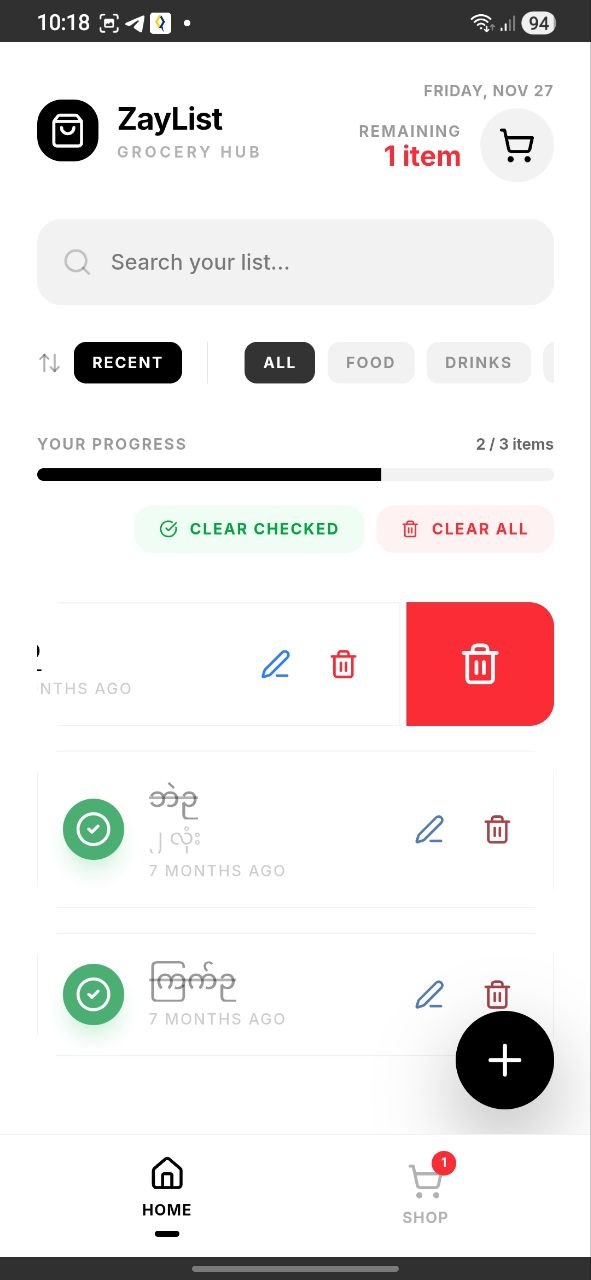 10:18
94
FRIDAY, NOV 27
ZayList
GROCERY HUB
REMAINING
1 item
Search your list...
RECENT
ALL
FOOD
DRINKS
YOUR PROGRESS
2 / 3 items
CLEAR CHECKED
CLEAR ALL
NTHS AGO
ဘဲဥ
၂ လုံး
7 MONTHS AGO
ကြက်ဥ
7 MONTHS AGO
HOME
1
SHOP